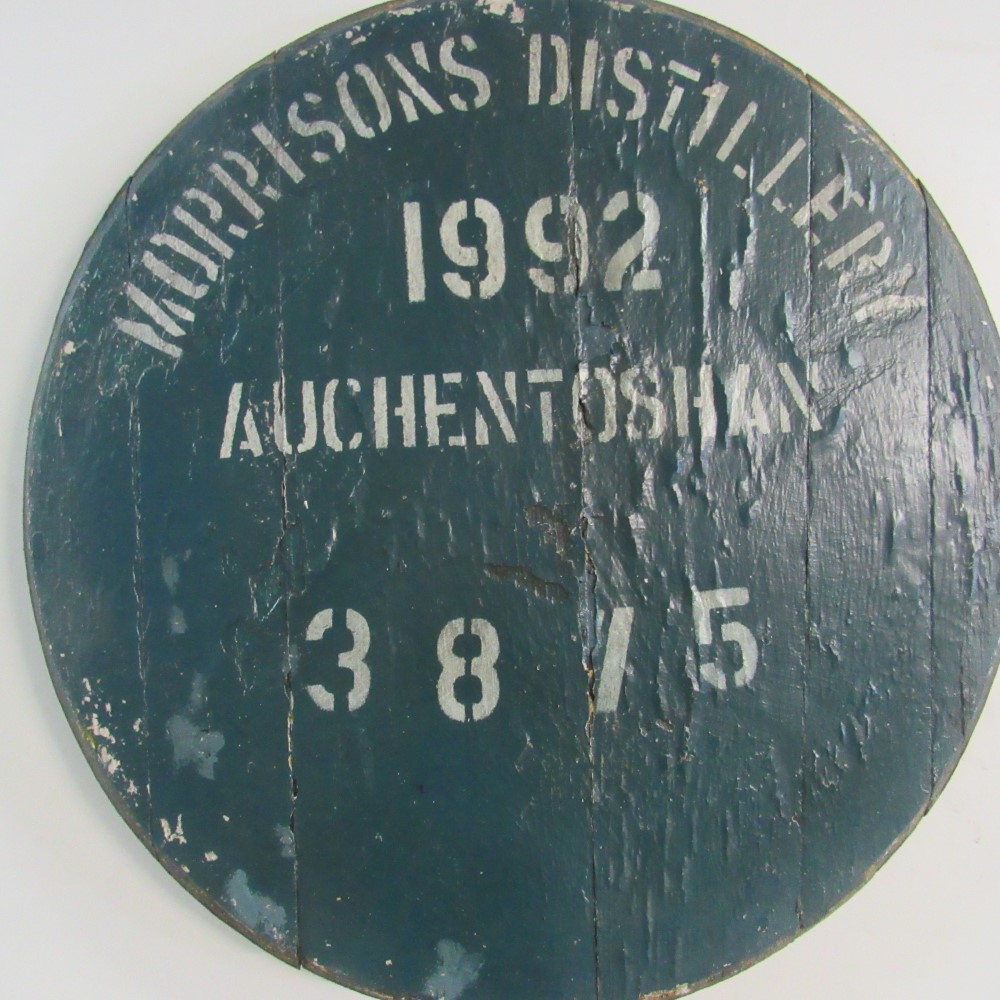 MORRISONS DISTILLERY
1992
AUCHENTOSHAN
3875